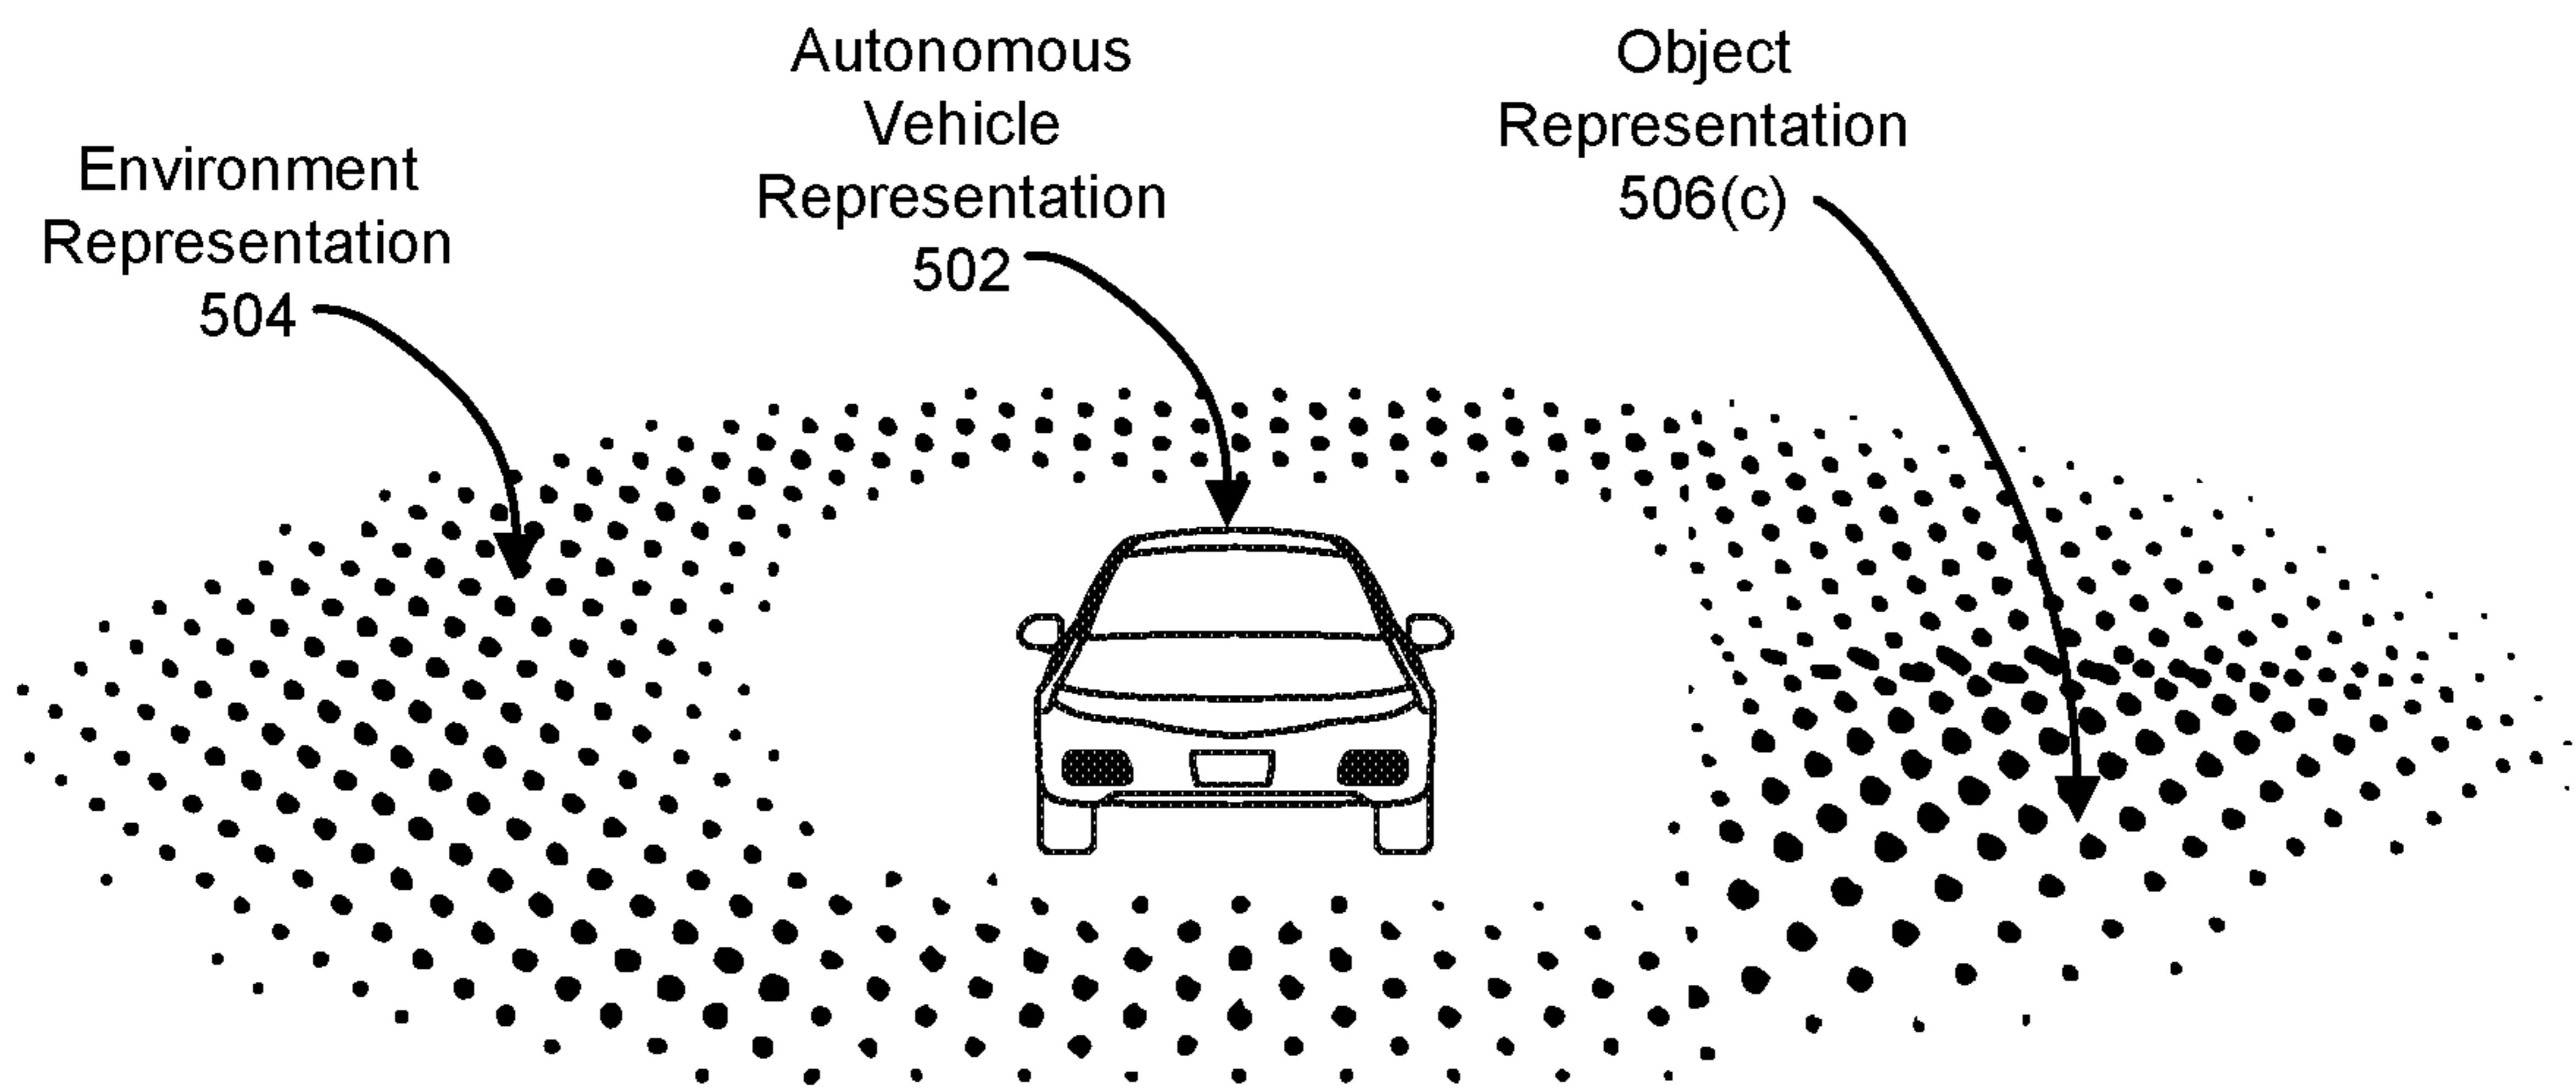 Environment
Representation
504
Autonomous
Vehicle
Representation
502
Object
Representation
506(c)